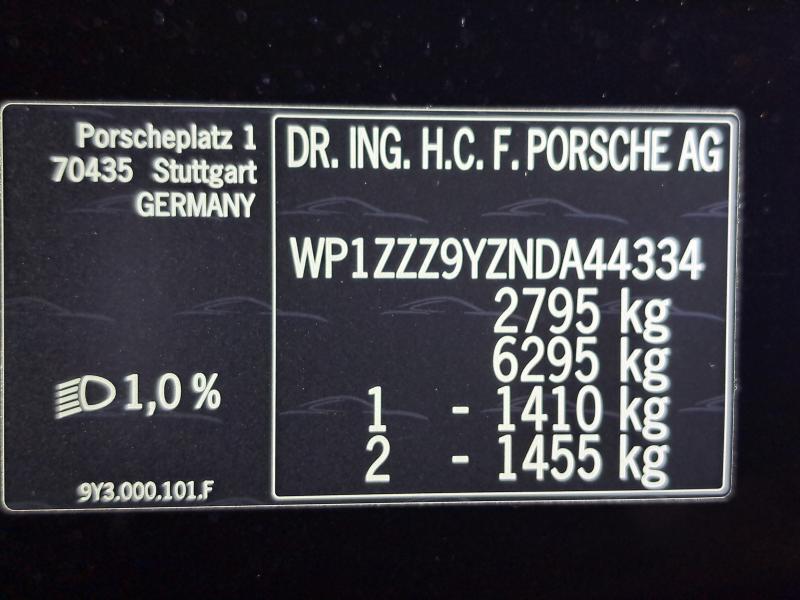 Porscheplatz 1
70435 Stuttgart
GERMANY
DR. ING. H.C. F. PORSCHE AG
WP1ZZZ9YZNDA44334
2795 kg
6295 kg
1 - 1410 kg
2 - 1455 kg
1,0 %
9Y3.000.101.F